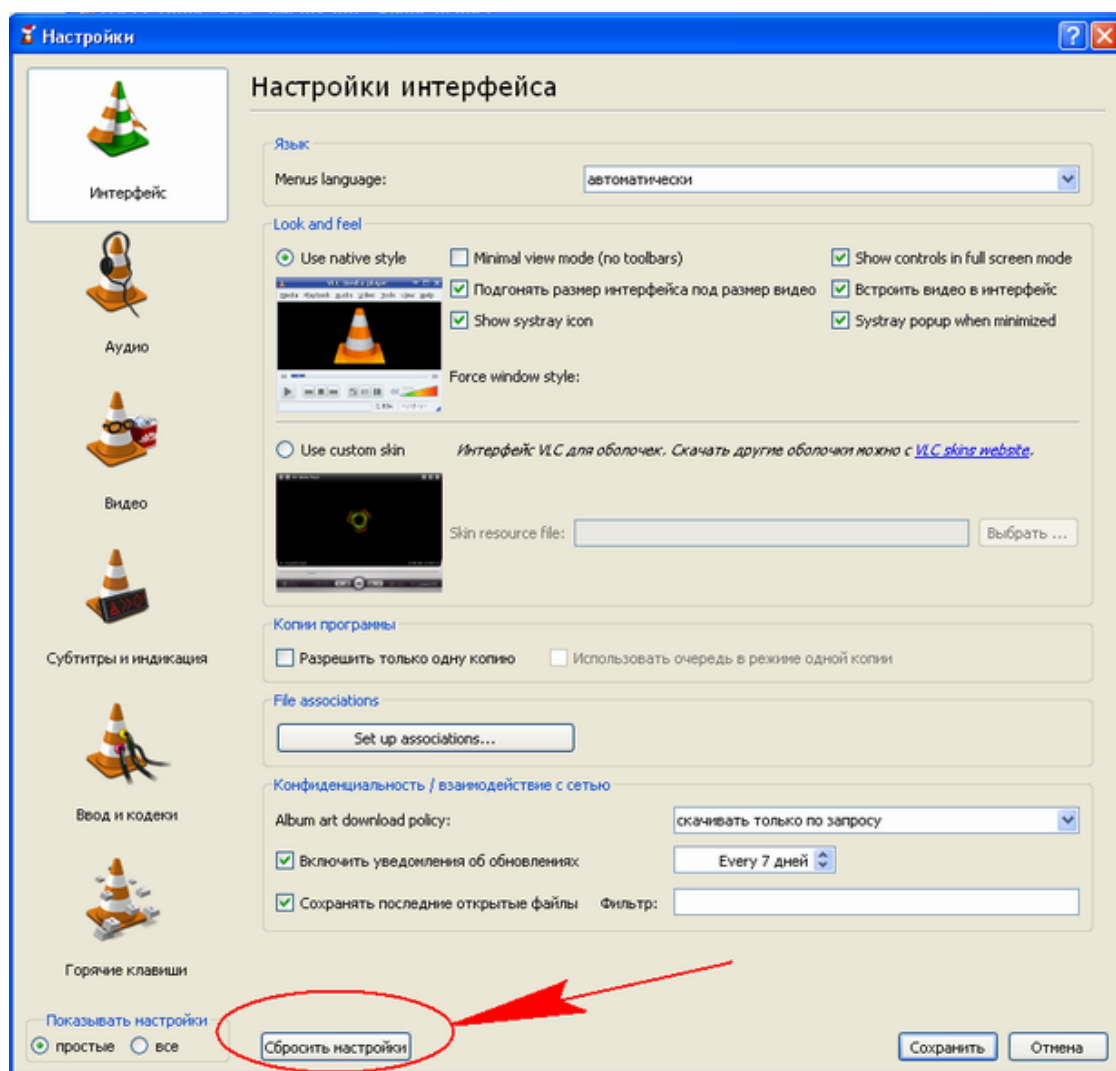 Настройки
Настройки интерфейса
Интерфейс
Аудио
Видео
Субтитры и индикация
Ввод и кодеки
Горячие клавиши
Язык
Menus language: автоматически
Look and feel
Use native style Minimal view mode (no toolbars) Show controls in full screen mode
Подгонять размер интерфейса под размер видео Встроить видео в интерфейс
Show systray icon Systray popup when minimized
VLC media player
Force window style:
Use custom skin Интерфейс VLC для оболочек. Скачать другие оболочки можно с VLC skins website.
Skin resource file: Выбрать ...
Копии программы
Разрешить только одну копию Использовать очередь в режиме одной копии
File associations
Set up associations...
Конфиденциальность / взаимодействие с сетью
Album art download policy: скачивать только по запросу
Включить уведомления об обновлениях Every 7 дней
Сохранять последние открытые файлы Фильтр:
Показывать настройки
простые все
Сбросить настройки Сохранить Отмена